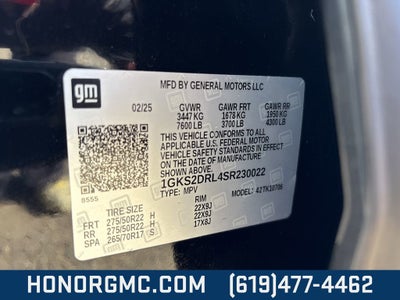 gm
MFD BY GENERAL MOTORS LLC
02/25 GVWR GAWR FRT GAWR RR
3447 KG 1678 KG 1950 KG
7600 LB 3700 LB 4300 LB
THIS VEHICLE CONFORMS TO ALL
APPLICABLE U.S. FEDERAL MOTOR
VEHICLE SAFETY STANDARDS IN
EFFECT ON THE DATE OF MANUFACTURE
SHOWN ABOVE.
1GKS2DRL4SR230022
TYPE: MPV
8555
TIRE SIZE RIM
FRT 275/50R22 H 22X9J
RR 275/50R22 H 22X9J
SPA 265/70R17 S 17X8J
HONORGMC.COM (619)477-4462